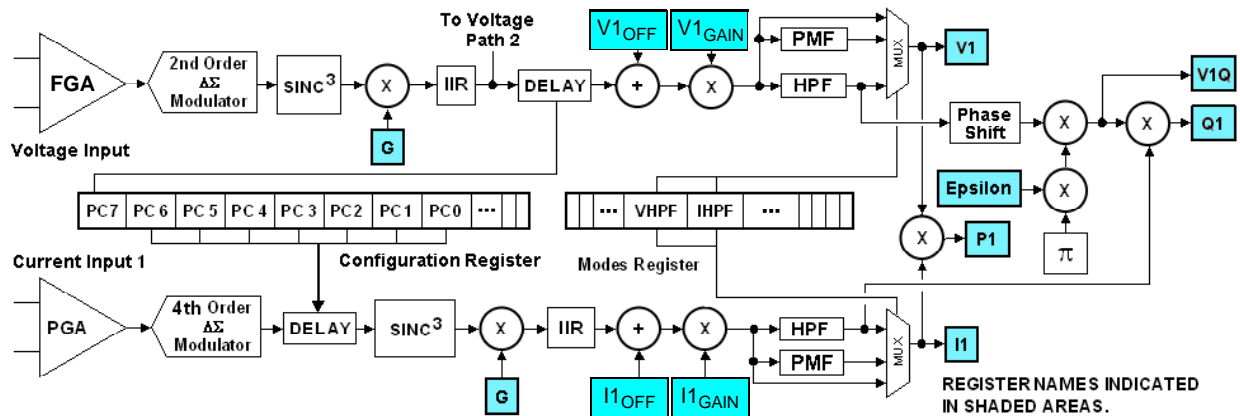 To Voltage
Path 2
V1OFF
V1GAIN
FGA
2nd Order
ΔΣ
Modulator
SINC3
X
IIR
DELAY
+
X
PMF
HPF
MUX
V1
V1Q
Phase
Shift
X
X
Q1
G
Voltage Input
Epsilon
X
PC7 PC 6 PC 5 PC 4 PC 3 PC2 PC1 PC0 ...
... VHPF IHPF ...
X
P1
π
Current Input 1
Configuration Register
Modes Register
PGA
4th Order
ΔΣ
Modulator
DELAY
SINC3
X
IIR
+
X
HPF
PMF
MUX
I1
G
I1OFF
I1GAIN
REGISTER NAMES INDICATED
IN SHADED AREAS.